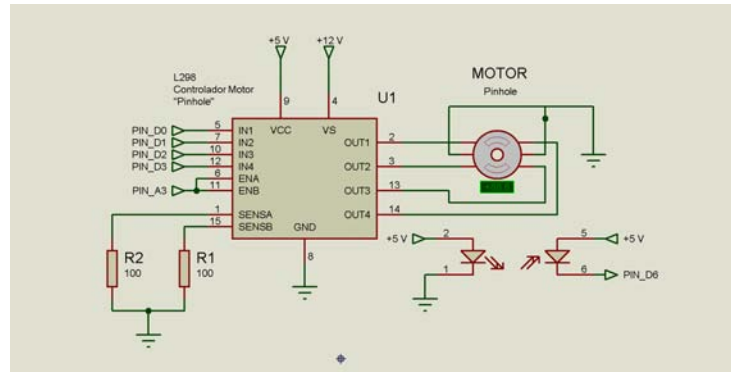 +5 V
+12 V
L298
Controlador Motor
"Pinhole"
U1
MOTOR
Pinhole
9
4
VCC
VS
PIN_D0
5
IN1
PIN_D1
7
IN2
PIN_D2
10
IN3
PIN_D3
12
IN4
6
ENA
PIN_A3
11
ENB
1
SENSA
15
SENSB
GND
8
OUT1
2
OUT2
3
OUT3
13
OUT4
14
R2
100
R1
100
+5 V
2
1
5
+5 V
6
PIN_D6